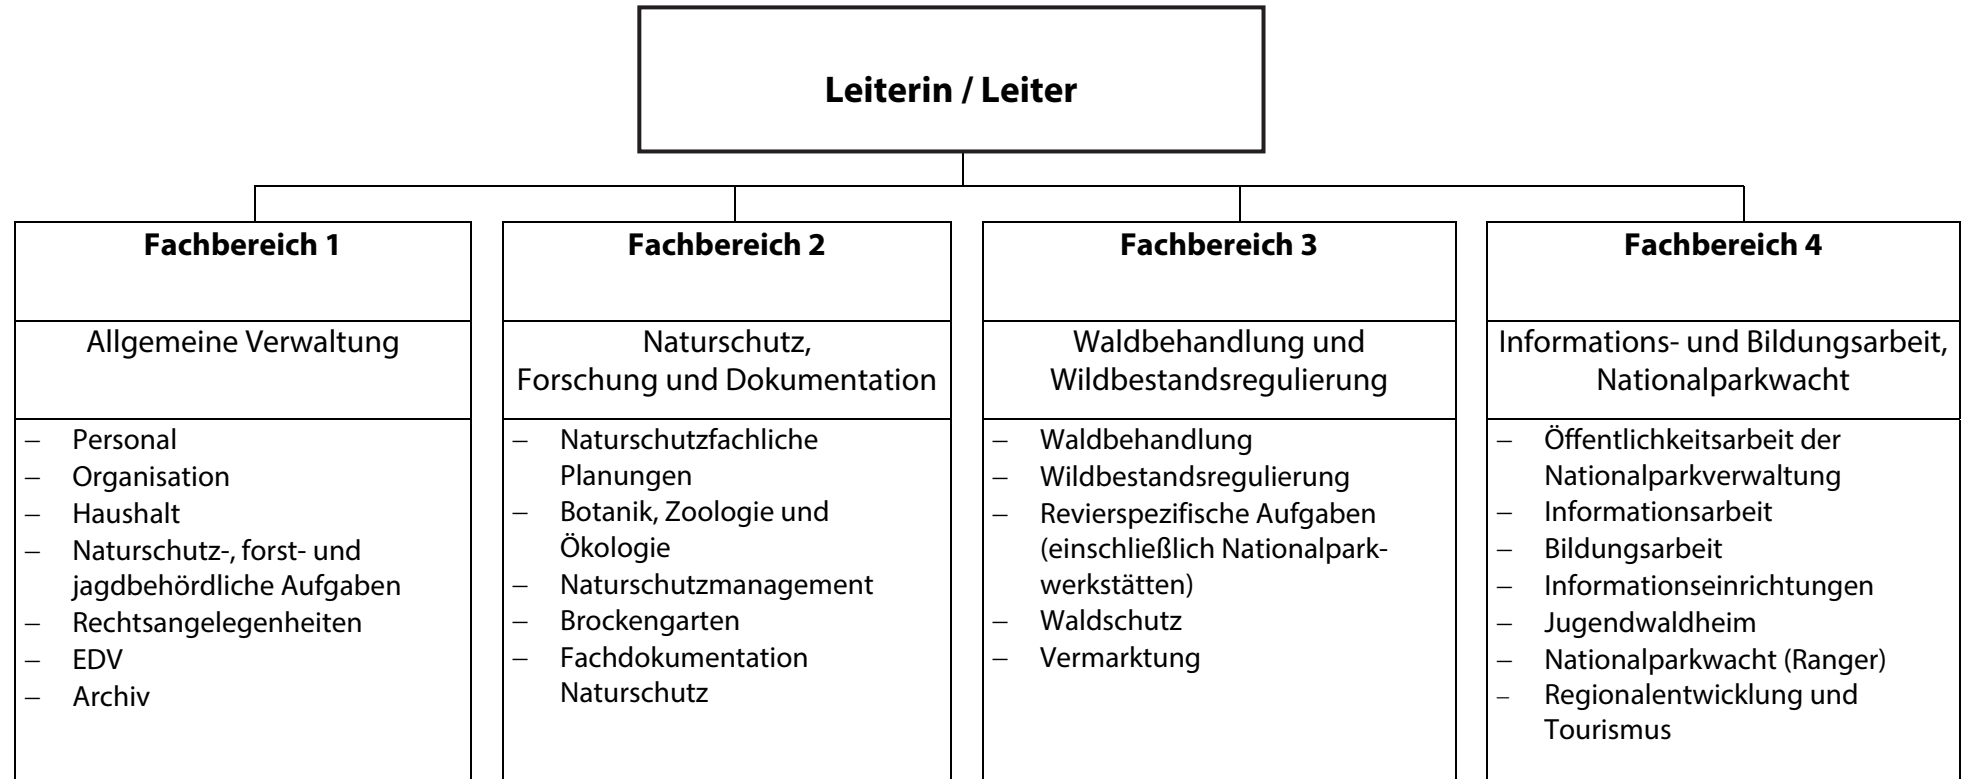 Leiterin / Leiter
Fachbereich 1
Allgemeine Verwaltung
– Personal
– Organisation
– Haushalt
– Naturschutz-, forst- und
jagdbehördliche Aufgaben
– Rechtsangelegenheiten
– EDV
– Archiv
Fachbereich 2
Naturschutz,
Forschung und Dokumentation
– Naturschutzfachliche
Planungen
– Botanik, Zoologie und
Ökologie
– Naturschutzmanagement
– Brockengarten
– Fachdokumentation
Naturschutz
Fachbereich 3
Waldbehandlung und
Wildbestandsregulierung
– Waldbehandlung
– Wildbestandsregulierung
– Revierspezifische Aufgaben
(einschließlich Nationalpark-
werkstätten)
– Waldschutz
– Vermarktung
Fachbereich 4
Informations- und Bildungsarbeit,
Nationalparkwacht
– Öffentlichkeitsarbeit der
Nationalparkverwaltung
– Informationsarbeit
– Bildungsarbeit
– Informationseinrichtungen
– Jugendwaldheim
– Nationalparkwacht (Ranger)
– Regionalentwicklung und
Tourismus